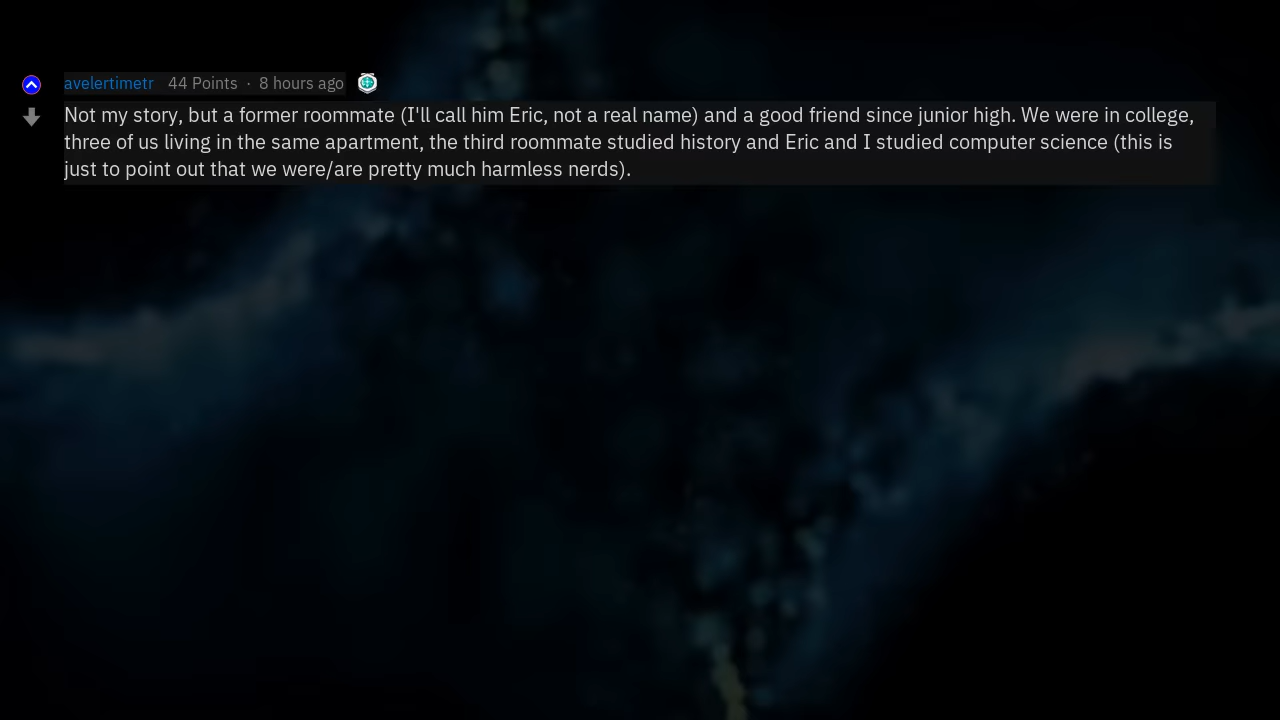 avelertimetr 44 Points · 8 hours ago
Not my story, but a former roommate (I'll call him Eric, not a real name) and a good friend since junior high. We were in college,
three of us living in the same apartment, the third roommate studied history and Eric and I studied computer science (this is
just to point out that we were/are pretty much harmless nerds).